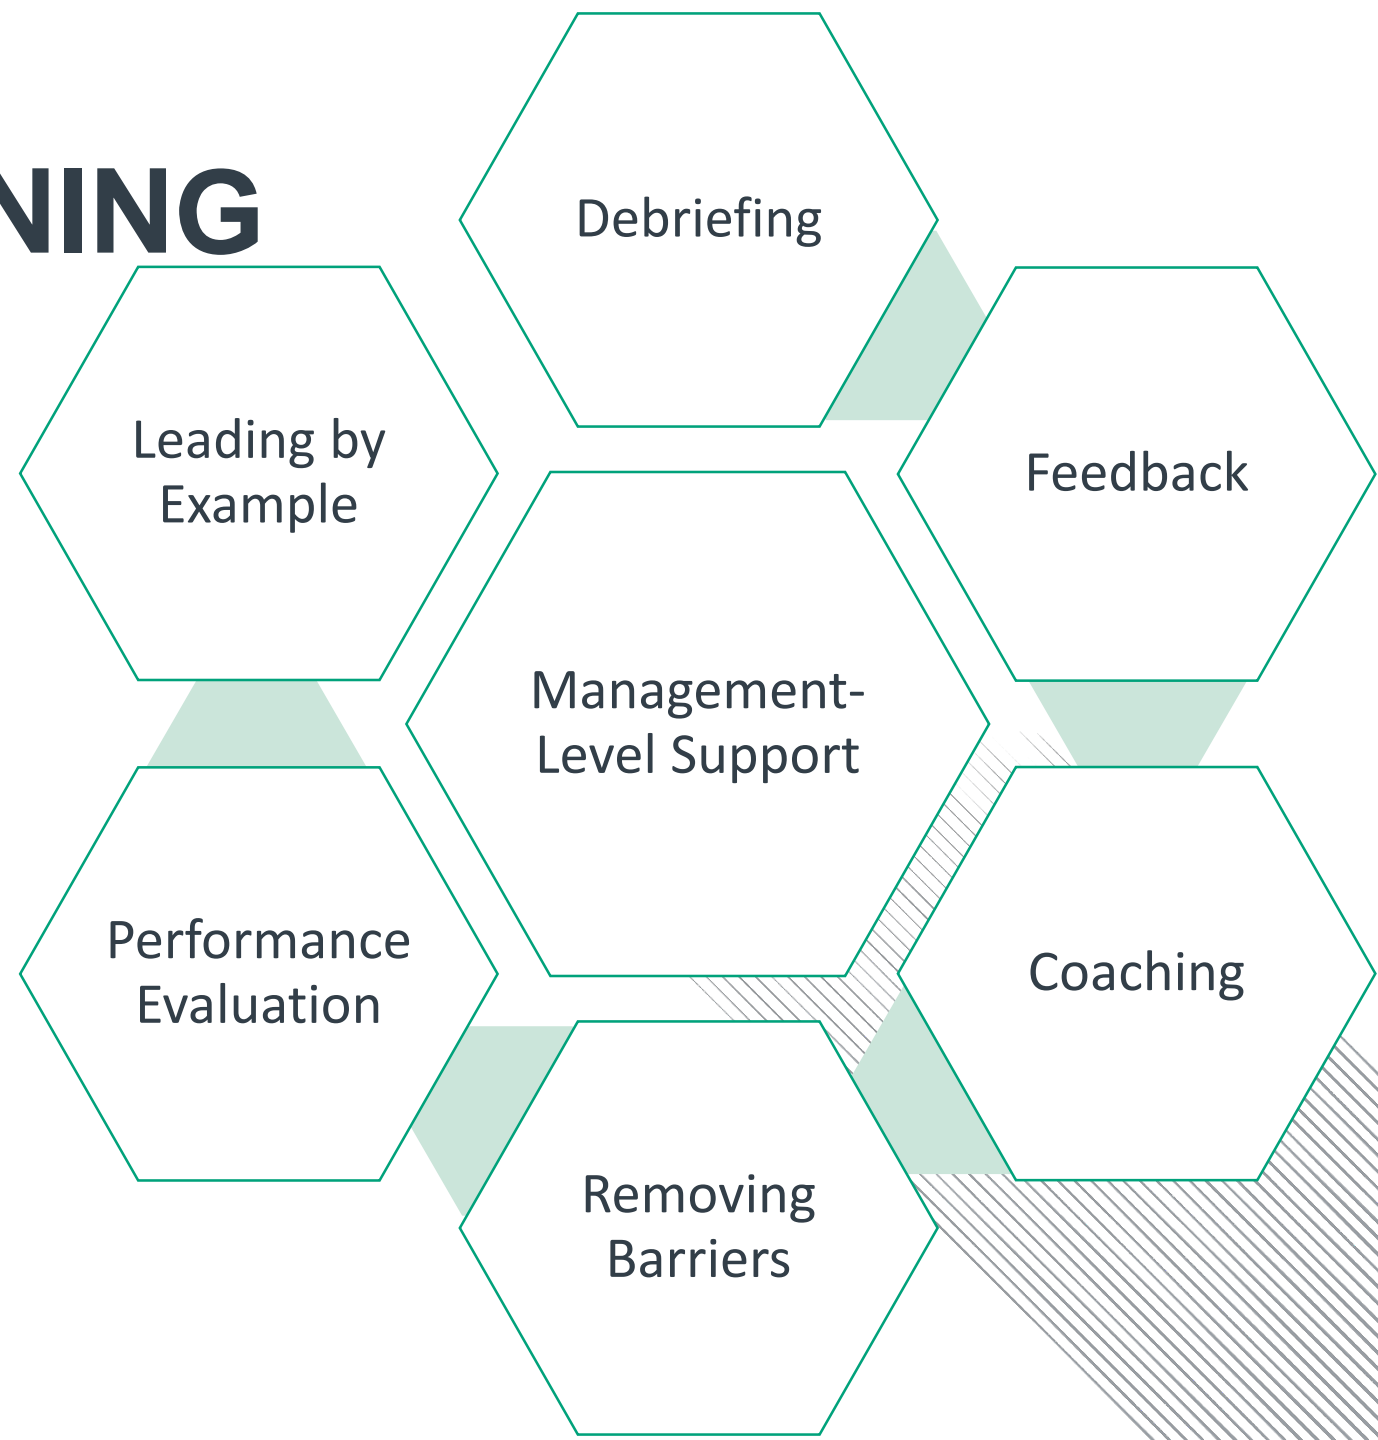 NING
Debriefing
Leading by
Example
Feedback
Management-
Level Support
Performance
Evaluation
Coaching
Removing
Barriers